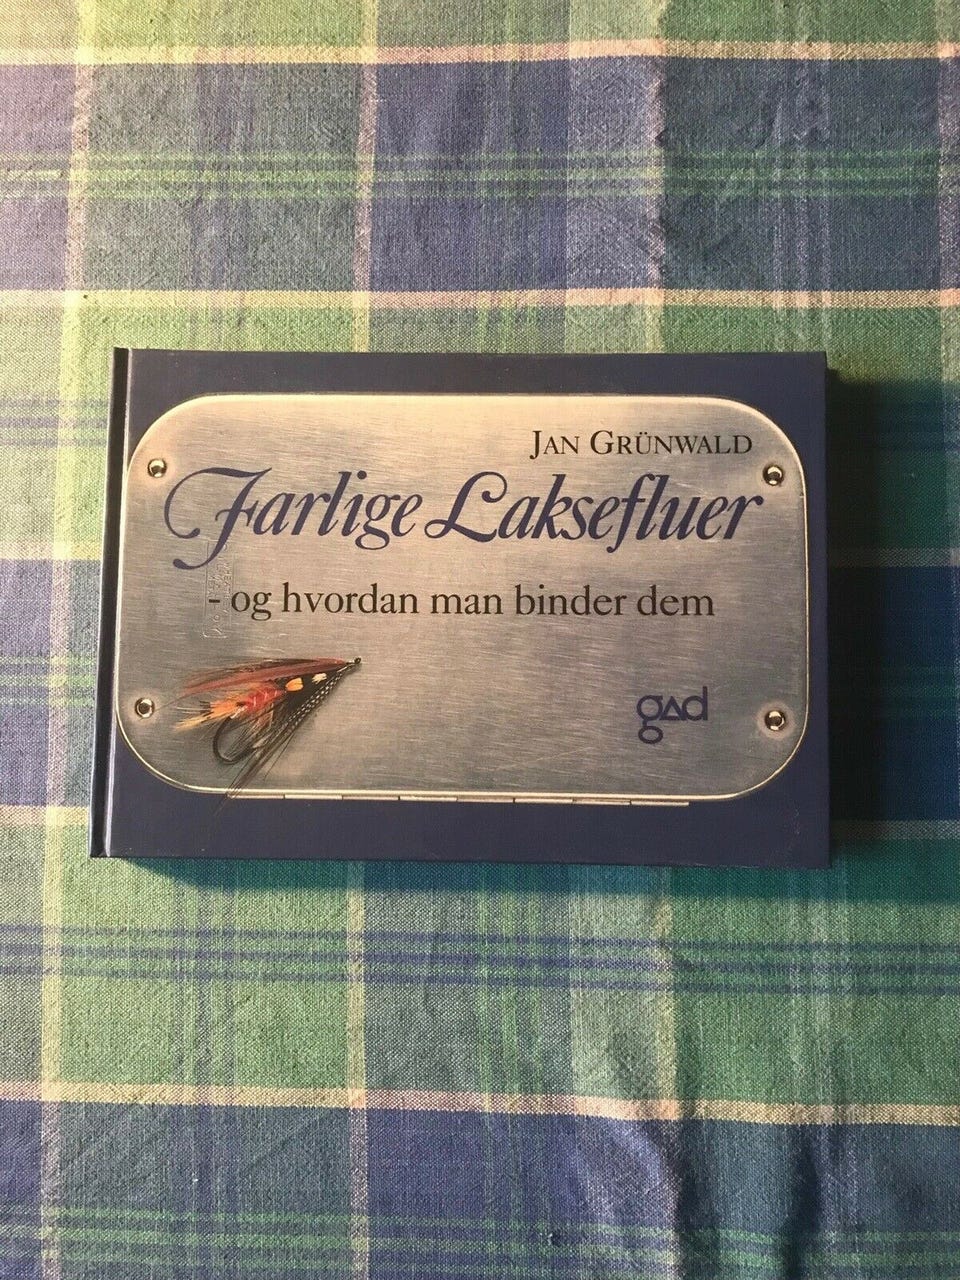 JAN GRÜNWALD
Farlige Laksefluer
- og hvordan man binder dem
gad